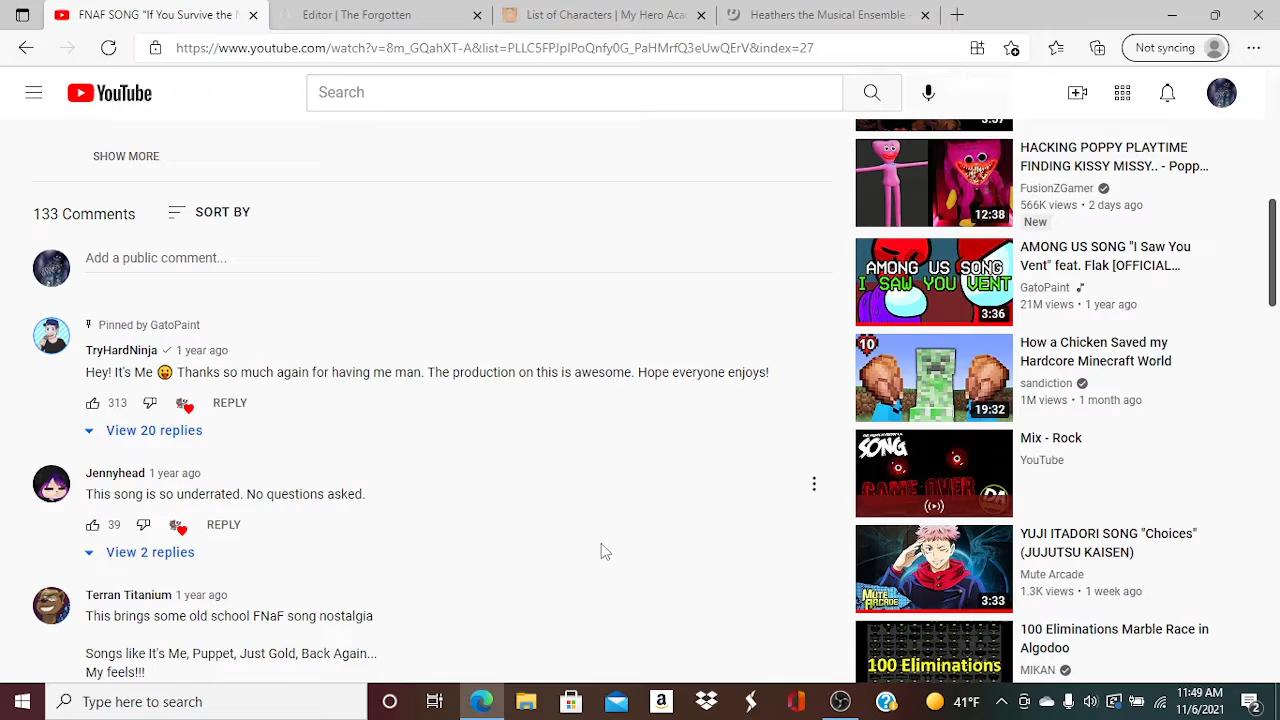 FNAF SONG "If You Survive the N
Editor | The Forgotten
List of Characters | My Hero Aca
Heathers the Musical Ensemble -
https://www.youtube.com/watch?v=8m_GQahXT-A&list=PLLC5FPJpIPoQnfy0G_PaHMrfQ3eUwQErV&index=27
Not syncing
YouTube
Search
3:57
SHOW MORE
HACKING POPPY PLAYTIME
FINDING KISSY MISSY.. - Popp...
FusionZGamer
566K views • 2 days ago
New
12:38
133 Comments
SORT BY
Add a public comment...
AMONG US SONG
I SAW YOU VENT
3:36
AMONG US SONG "I Saw You
Vent" feat. Flak [OFFICIAL...
GatoPaint
21M views • 1 year ago
Pinned by GatoPaint
TryHardNinja 1 year ago
Hey! It's Me 😛 Thanks so much again for having me man. The production on this is awesome. Hope everyone enjoys!
313 REPLY
View 20 replies
10
19:32
How a Chicken Saved my
Hardcore Minecraft World
sandiction
1M views • 1 month ago
SONG
GAME OVER
DA
Mix - Rock
YouTube
Jennyhead 1 year ago
This song is so underrated. No questions asked.
39 REPLY
View 2 replies
MUTE
ARCADE
3:33
YUJI ITADORI SONG "Choices"
(JUJUTSU KAISEN)
Mute Arcade
1.3K views • 1 week ago
Terran Titanium 1 year ago
This brings some old school FNaF song nostalgia
Songs like It's Me, Puppet, Just Gold, Back Again...
My feels!!!
100 Eliminations
100 Eliminations Marble Race in
Algodoo
MIKAN
Type here to search
a
41°F
11:49 AM
11/6/2021
2